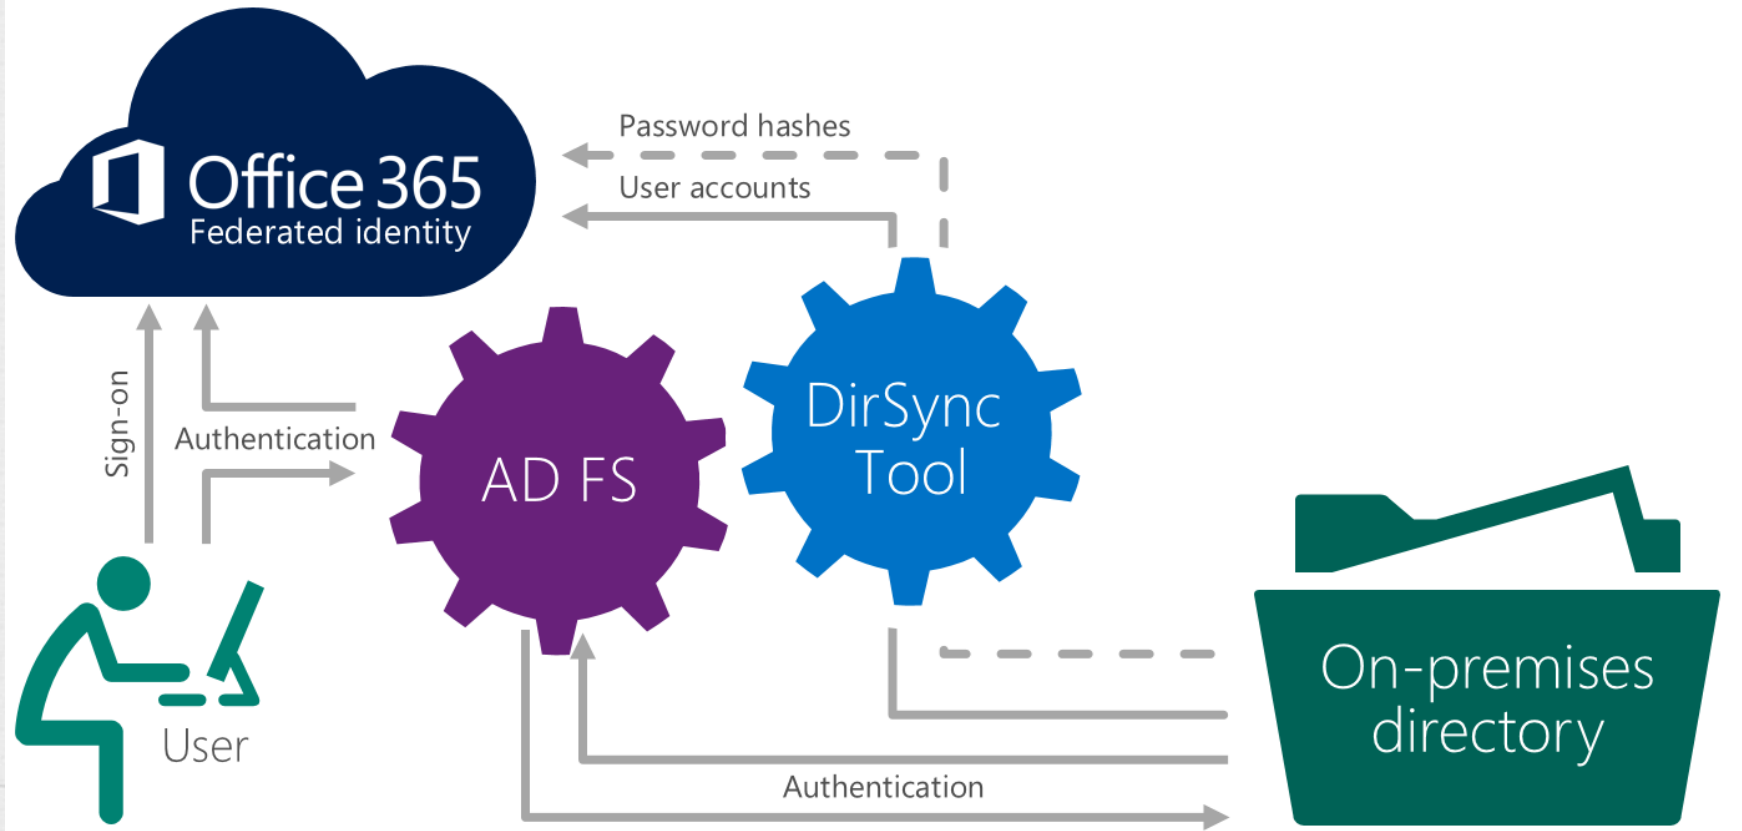 Office 365
Federated identity
Password hashes
User accounts
Sign-on
Authentication
AD FS
DirSync
Tool
User
On-premises
directory
Authentication